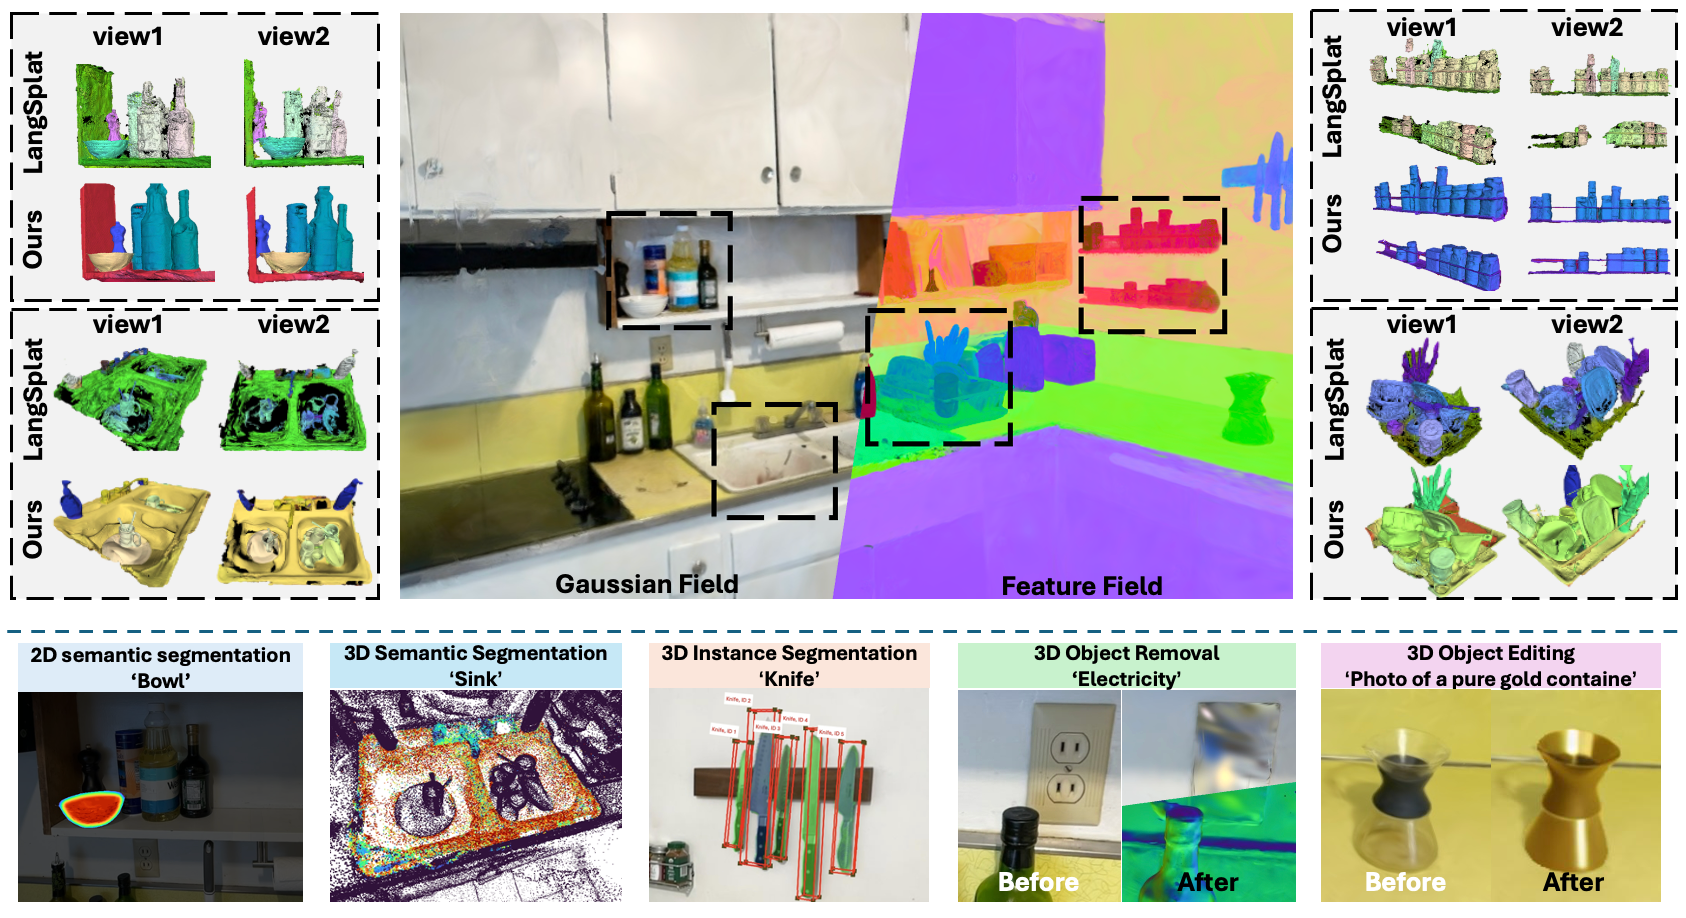 view1 view2
LangSplat
Ours
view1 view2
LangSplat
Ours
Gaussian Field
Feature Field
view1 view2
LangSplat
Ours
view1 view2
LangSplat
Ours
2D semantic segmentation
‘Bowl’
3D Semantic Segmentation
‘Sink’
3D Instance Segmentation
‘Knife’
Knife, ID 2
Knife, ID 4
Knife, ID 1
Knife, ID 3
Knife, ID 5
3D Object Removal
‘Electricity’
Before
After
3D Object Editing
‘Photo of a pure gold containe’
Before
After